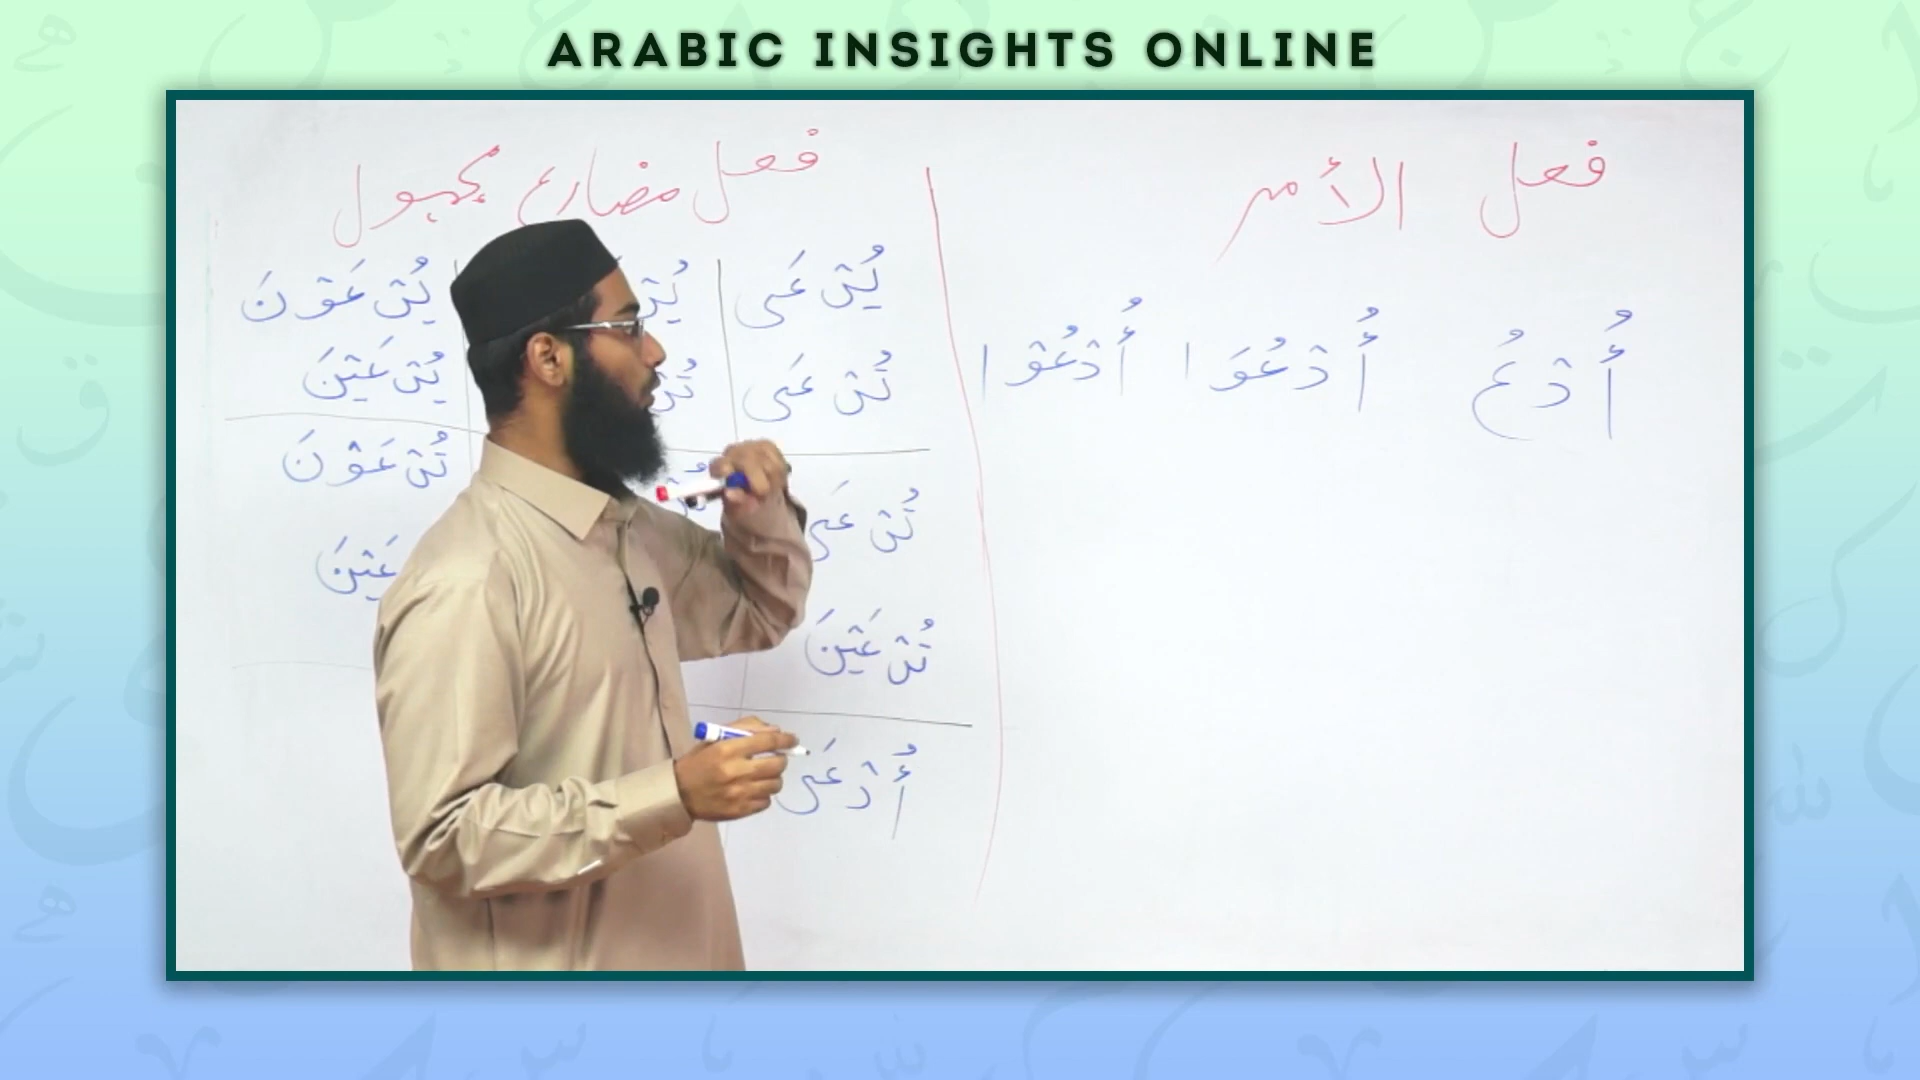 ARABIC INSIGHTS ONLINE
فعل الأمر
أُدْعُ أُدْعُوَا أُدْعُوْا
فعل مضارع مجهول
يُدْعَى يُدْ يُدْعَوْنَ
تُدْعَى تُدْ يُدْعَيْنَ
تُدْعَى تُدْعَوْنَ
تُدْعَيْنَ عَيْنَ
أُدْعَى